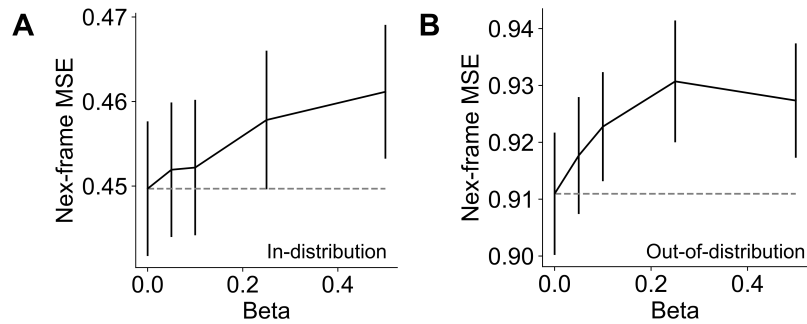 A
Nex-frame MSE
0.47
0.46
0.45
In-distribution
0.0 0.2 0.4
Beta
B
Nex-frame MSE
0.94
0.93
0.92
0.91
0.90
Out-of-distribution
0.0 0.2 0.4
Beta